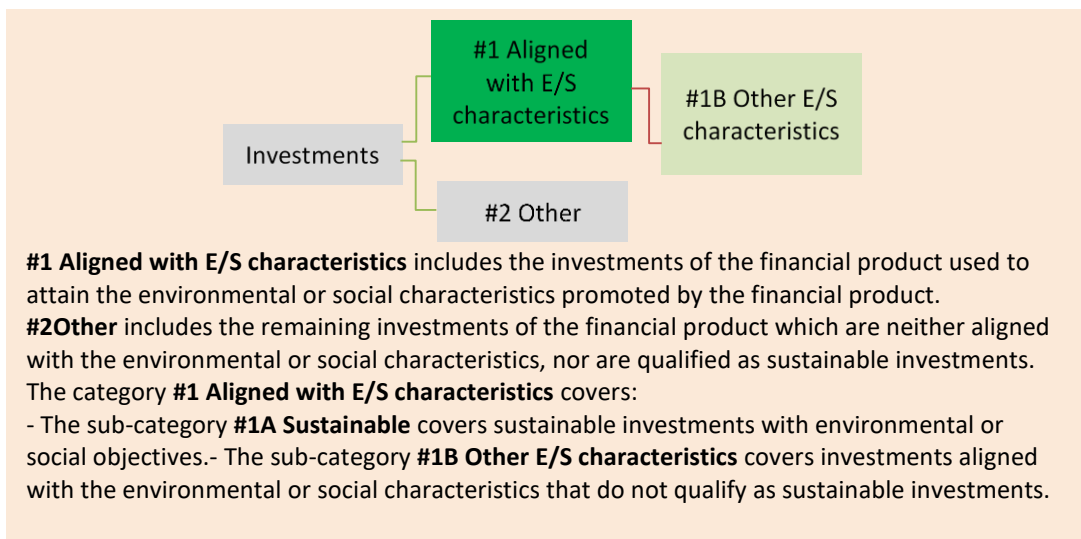 #1 Aligned
with E/S
characteristics
#1B Other E/S
characteristics
Investments
#2 Other
#1 Aligned with E/S characteristics includes the investments of the financial product used to
attain the environmental or social characteristics promoted by the financial product.
#2Other includes the remaining investments of the financial product which are neither aligned
with the environmental or social characteristics, nor are qualified as sustainable investments.
The category #1 Aligned with E/S characteristics covers:
- The sub-category #1A Sustainable covers sustainable investments with environmental or
social objectives.- The sub-category #1B Other E/S characteristics covers investments aligned
with the environmental or social characteristics that do not qualify as sustainable investments.